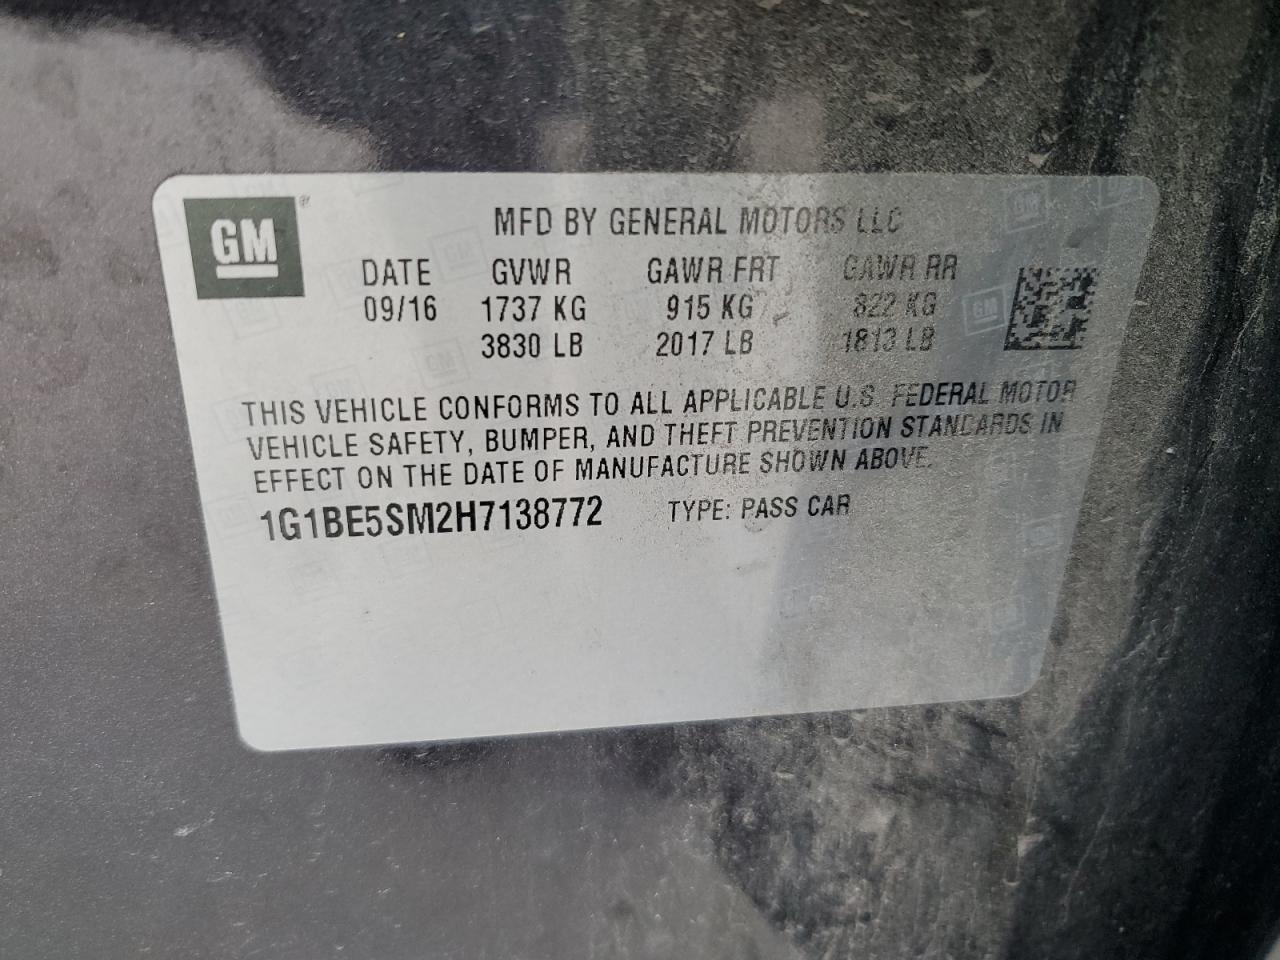 GM
MFD BY GENERAL MOTORS LLC
DATE GVWR GAWR FRT GAWR RR
09/16 1737 KG 915 KG 822 KG
3830 LB 2017 LB 1813 LB
THIS VEHICLE CONFORMS TO ALL APPLICABLE U.S. FEDERAL MOTOR
VEHICLE SAFETY, BUMPER, AND THEFT PREVENTION STANDARDS IN
EFFECT ON THE DATE OF MANUFACTURE SHOWN ABOVE.
1G1BE5SM2H7138772 TYPE: PASS CAR